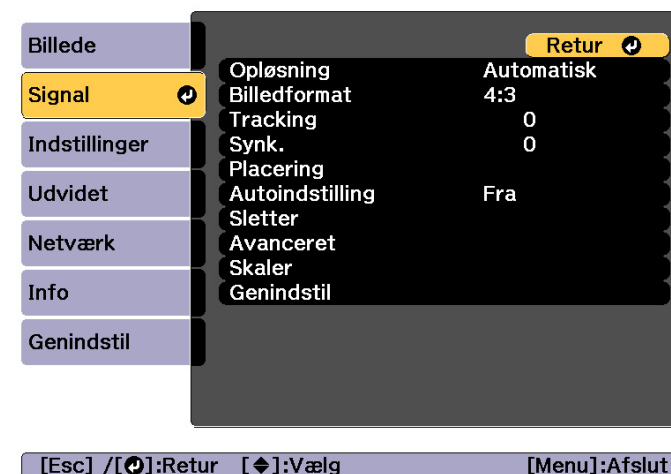 Billede
Signal
Indstillinger
Udvidet
Netværk
Info
Genindstil
Retur
Opløsning Automatisk
Billedformat 4:3
Tracking 0
Synk. 0
Placering
Autoindstilling Fra
Sletter
Avanceret
Skaler
Genindstil
[Esc] /[⏎]:Retur [◆]:Vælg [Menu]:Afslut